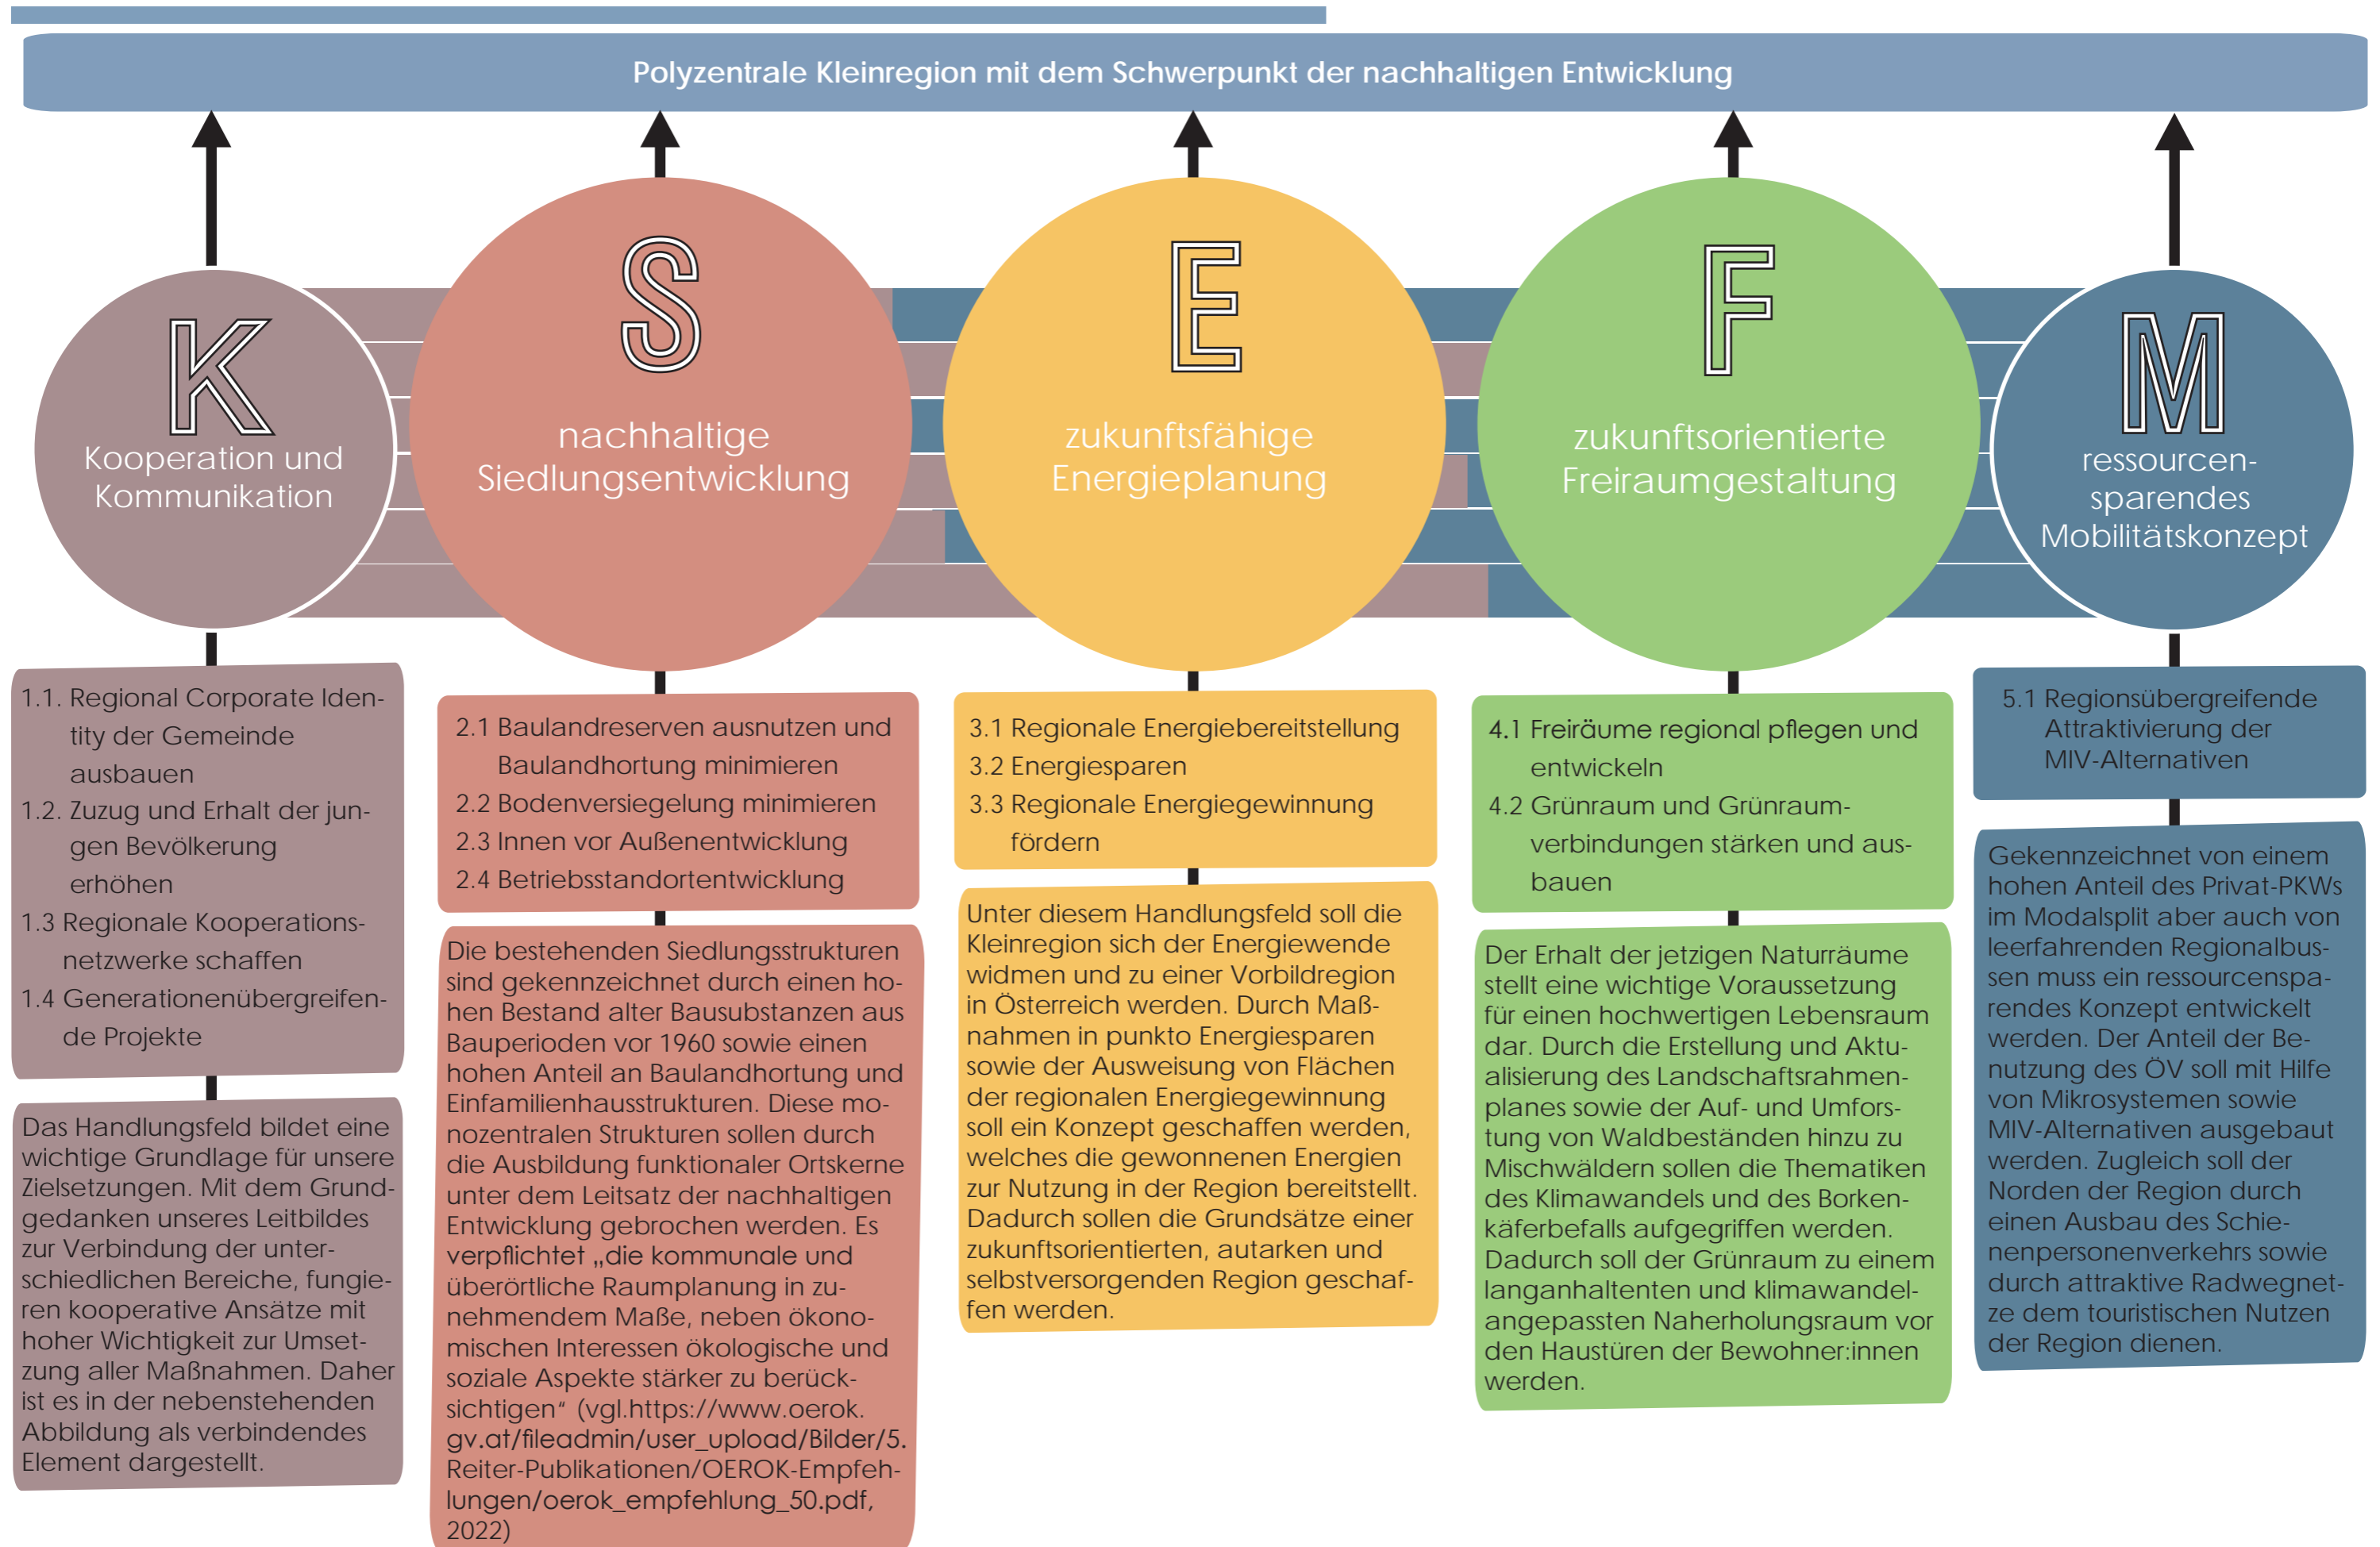 Polyzentrale Kleinregion mit dem Schwerpunkt der nachhaltigen Entwicklung
K
Kooperation und
Kommunikation
S
nachhaltige
Siedlungsentwicklung
E
zukunftsfähige
Energieplanung
F
zukunftsorientierte
Freiraumgestaltung
M
ressourcen-
sparendes
Mobilitätskonzept
1.1. Regional Corporate Iden-
tity der Gemeinde
ausbauen
1.2. Zuzug und Erhalt der jun-
gen Bevölkerung
erhöhen
1.3 Regionale Kooperations-
netzwerke schaffen
1.4 Generationenübergreifen-
de Projekte
Das Handlungsfeld bildet eine
wichtige Grundlage für unsere
Zielsetzungen. Mit dem Grund-
gedanken unseres Leitbildes
zur Verbindung der unter-
schiedlichen Bereiche, fungie-
ren kooperative Ansätze mit
hoher Wichtigkeit zur Umset-
zung aller Maßnahmen. Daher
ist es in der nebenstehenden
Abbildung als verbindendes
Element dargestellt.
2.1 Baulandreserven ausnutzen und
Baulandhortung minimieren
2.2 Bodenversiegelung minimieren
2.3 Innen vor Außenentwicklung
2.4 Betriebsstandortentwicklung
Die bestehenden Siedlungsstrukturen
sind gekennzeichnet durch einen ho-
hen Bestand alter Bausubstanzen aus
Bauperioden vor 1960 sowie einen
hohen Anteil an Baulandhortung und
Einfamilienhausstrukturen. Diese mo-
nozentralen Strukturen sollen durch
die Ausbildung funktionaler Ortskerne
unter dem Leitsatz der nachhaltigen
Entwicklung gebrochen werden. Es
verpflichtet „die kommunale und
überörtliche Raumplanung in zu-
nehmendem Maße, neben ökono-
mischen Interessen ökologische und
soziale Aspekte stärker zu berück-
sichtigen“ (vgl.https://www.oerok.
gv.at/fileadmin/user_upload/Bilder/5.
Reiter-Publikationen/OEROK-Empfeh-
lungen/oerok_empfehlung_50.pdf,
2022)
3.1 Regionale Energiebereitstellung
3.2 Energiesparen
3.3 Regionale Energiegewinnung
fördern
Unter diesem Handlungsfeld soll die
Kleinregion sich der Energiewende
widmen und zu einer Vorbildregion
in Österreich werden. Durch Maß-
nahmen in punkto Energiesparen
sowie der Ausweisung von Flächen
der regionalen Energiegewinnung
soll ein Konzept geschaffen werden,
welches die gewonnenen Energien
zur Nutzung in der Region bereitstellt.
Dadurch sollen die Grundsätze einer
zukunftsorientierten, autarken und
selbstversorgenden Region geschaf-
fen werden.
4.1 Freiräume regional pflegen und
entwickeln
4.2 Grünraum und Grünraum-
verbindungen stärken und aus-
bauen
Der Erhalt der jetzigen Naturräume
stellt eine wichtige Voraussetzung
für einen hochwertigen Lebensraum
dar. Durch die Erstellung und Aktu-
alisierung des Landschaftsrahmen-
planes sowie der Auf- und Umfors-
tung von Waldbeständen hinzu zu
Mischwäldern sollen die Thematiken
des Klimawandels und des Borken-
käferbefalls aufgegriffen werden.
Dadurch soll der Grünraum zu einem
langanhaltenten und klimawandel-
angepassten Naherholungsraum vor
den Haustüren der Bewohner:innen
werden.
5.1 Regionsübergreifende
Attraktivierung der
MIV-Alternativen
Gekennzeichnet von einem
hohen Anteil des Privat-PKWs
im Modalsplit aber auch von
leerfahrenden Regionalbus-
sen muss ein ressourcenspa-
rendes Konzept entwickelt
werden. Der Anteil der Be-
nutzung des ÖV soll mit Hilfe
von Mikrosystemen sowie
MIV-Alternativen ausgebaut
werden. Zugleich soll der
Norden der Region durch
einen Ausbau des Schie-
nenpersonenverkehrs sowie
durch attraktive Radwegnet-
ze dem touristischen Nutzen
der Region dienen.